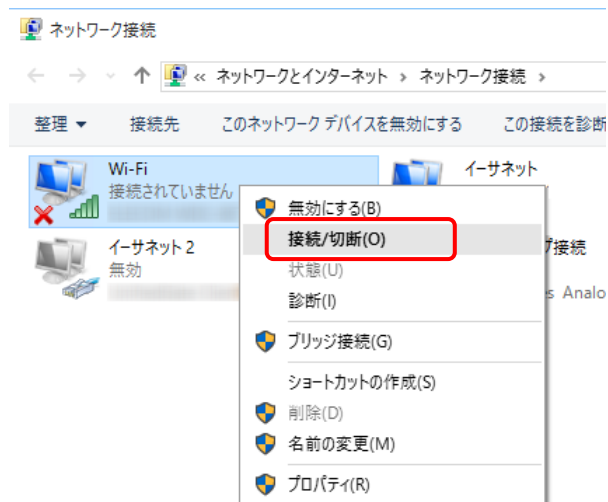 ネットワーク接続
« ネットワークとインターネット › ネットワーク接続 ›
整理 接続先 このネットワーク デバイスを無効にする この接続を診断
Wi-Fi
接続されていません
イーサネット
イーサネット 2
無効
プ接続
s Analo
無効にする(B)
接続/切断(O)
状態(U)
診断(I)
ブリッジ接続(G)
ショートカットの作成(S)
削除(D)
名前の変更(M)
プロパティ(R)